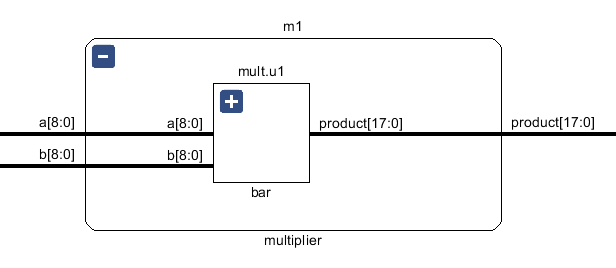 m1
mult.u1
a[8:0] a[8:0] product[17:0] product[17:0]
b[8:0] b[8:0]
bar
multiplier